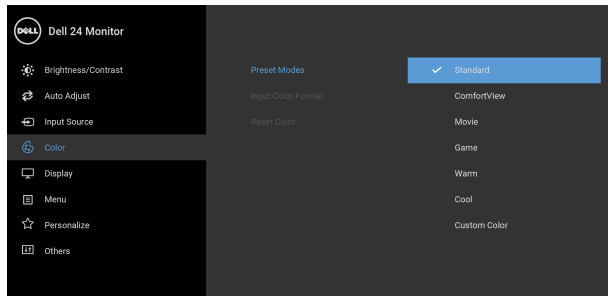 DELL Dell 24 Monitor
Brightness/Contrast
Auto Adjust
Input Source
Color
Display
Menu
Personalize
Others
Preset Modes
Input Color Format
Reset Color
Standard
ComfortView
Movie
Game
Warm
Cool
Custom Color